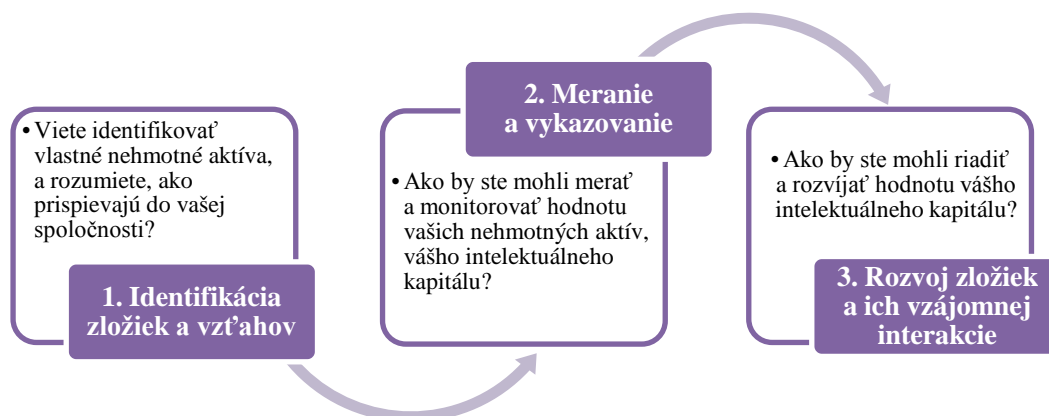 • Viete identifikovať
vlastné nehmotné aktíva,
a rozumiete, ako
prispievajú do vašej
spoločnosti?
1. Identifikácia
zložiek a vzťahov
2. Meranie
a vykazovanie
• Ako by ste mohli merať
a monitorovať hodnotu
vašich nehmotných aktív,
vášho intelektuálneho
kapitálu?
• Ako by ste mohli riadiť
a rozvíjať hodnotu vášho
intelektuálneho kapitálu?
3. Rozvoj zložiek
a ich vzájomnej
interakcie